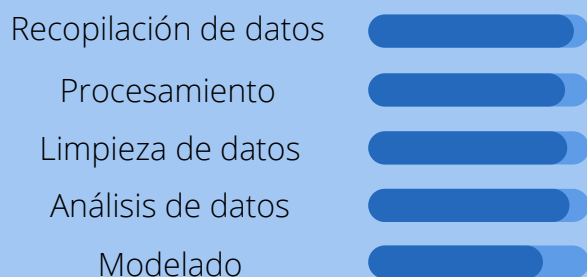 Recopilación de datos
Procesamiento
Limpieza de datos
Análisis de datos
Modelado